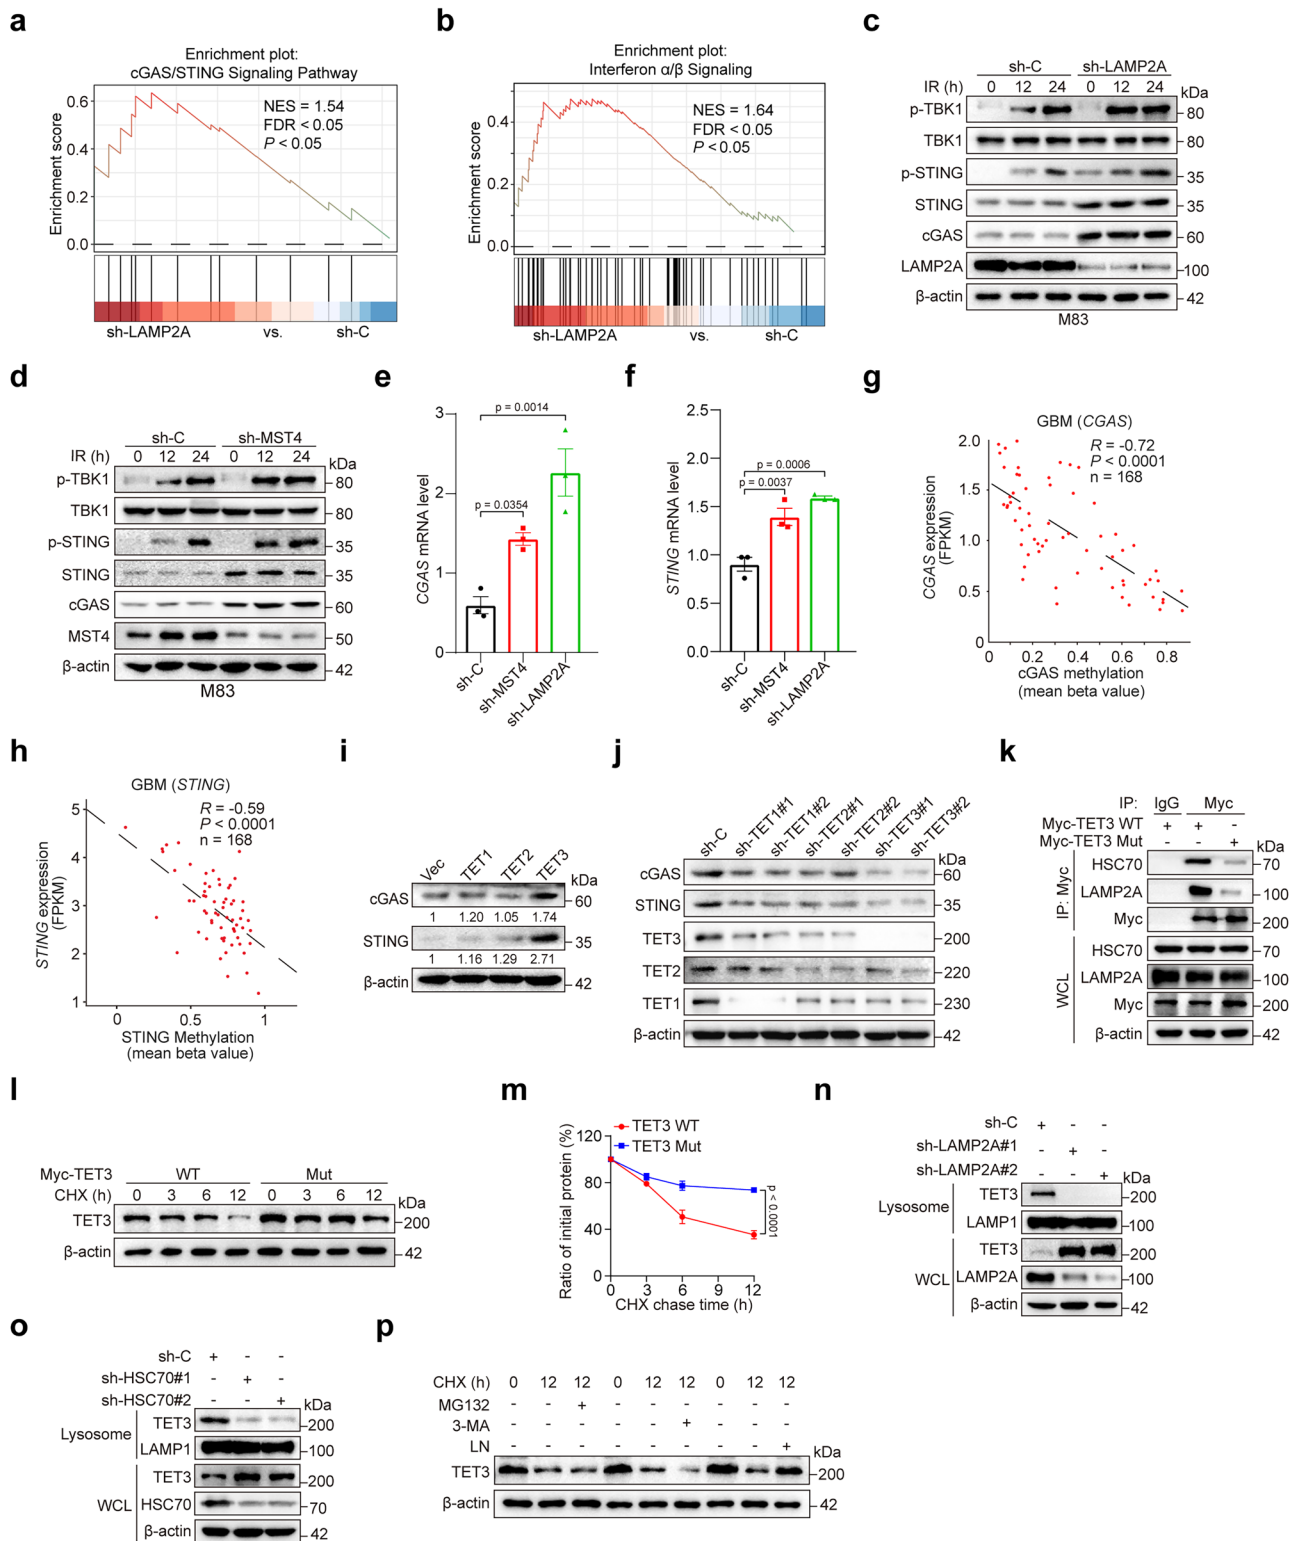 a
Enrichment plot:
cGAS/STING Signaling Pathway
NES = 1.54
FDR < 0.05
P < 0.05
Enrichment score
0.6
0.4
0.2
0.0
sh-LAMP2A vs. sh-C
b
Enrichment plot:
Interferon α/β Signaling
NES = 1.64
FDR < 0.05
P < 0.05
Enrichment score
0.4
0.2
0.0
sh-LAMP2A vs. sh-C
c
sh-C sh-LAMP2A
IR (h) 0 12 24 0 12 24 kDa
p-TBK1 80
TBK1 80
p-STING 35
STING 35
cGAS 60
LAMP2A 100
β-actin 42
M83
d
sh-C sh-MST4
IR (h) 0 12 24 0 12 24 kDa
p-TBK1 80
TBK1 80
p-STING 35
STING 35
cGAS 60
MST4 50
β-actin 42
M83
e
CGAS mRNA level
3
2
1
0
p = 0.0014
p = 0.0354
sh-C
sh-MST4
sh-LAMP2A
f
STING mRNA level
2.5
2.0
1.5
1.0
0.5
0.0
p = 0.0006
p = 0.0037
sh-C
sh-MST4
sh-LAMP2A
g
GBM (CGAS)
R = -0.72
P < 0.0001
n = 168
CGAS expression
(FPKM)
2.0
1.5
1.0
0.5
0
0 0.2 0.4 0.6 0.8
cGAS methylation
(mean beta value)
h
GBM (STING)
R = -0.59
P < 0.0001
n = 168
STING expression
(FPKM)
5
4
3
2
1
0 0.5 1
STING Methylation
(mean beta value)
i
Vec TET1 TET2 TET3 kDa
cGAS 60
1 1.20 1.05 1.74
STING 35
1 1.16 1.29 2.71
β-actin 42
j
sh-C sh-TET1#1 sh-TET1#2 sh-TET2#1 sh-TET2#2 sh-TET3#1 sh-TET3#2
kDa
cGAS 60
STING 35
TET3 200
TET2 220
TET1 230
β-actin 42
k
IP: IgG Myc
Myc-TET3 WT + + -
Myc-TET3 Mut - - + kDa
IP: Myc
HSC70 70
LAMP2A 100
Myc 200
WCL
HSC70 70
LAMP2A 100
Myc 200
β-actin 42
l
Myc-TET3 WT Mut
CHX (h) 0 3 6 12 0 3 6 12 kDa
TET3 200
β-actin 42
m
TET3 WT
TET3 Mut
Ratio of initial protein (%)
120
80
40
0
0 3 6 9 12
CHX chase time (h)
p < 0.0001
n
sh-C + - -
sh-LAMP2A#1 - + -
sh-LAMP2A#2 - - + kDa
Lysosome
TET3 200
LAMP1 100
WCL
TET3 200
LAMP2A 100
β-actin 42
o
sh-C + - -
sh-HSC70#1 - + -
sh-HSC70#2 - - + kDa
Lysosome
TET3 200
LAMP1 100
WCL
TET3 200
HSC70 70
β-actin 42
p
CHX (h) 0 12 12 0 12 12 0 12 12
MG132 - - + - - - - - -
3-MA - - - - - + - - -
LN - - - - - - - - + kDa
TET3 200
β-actin 42